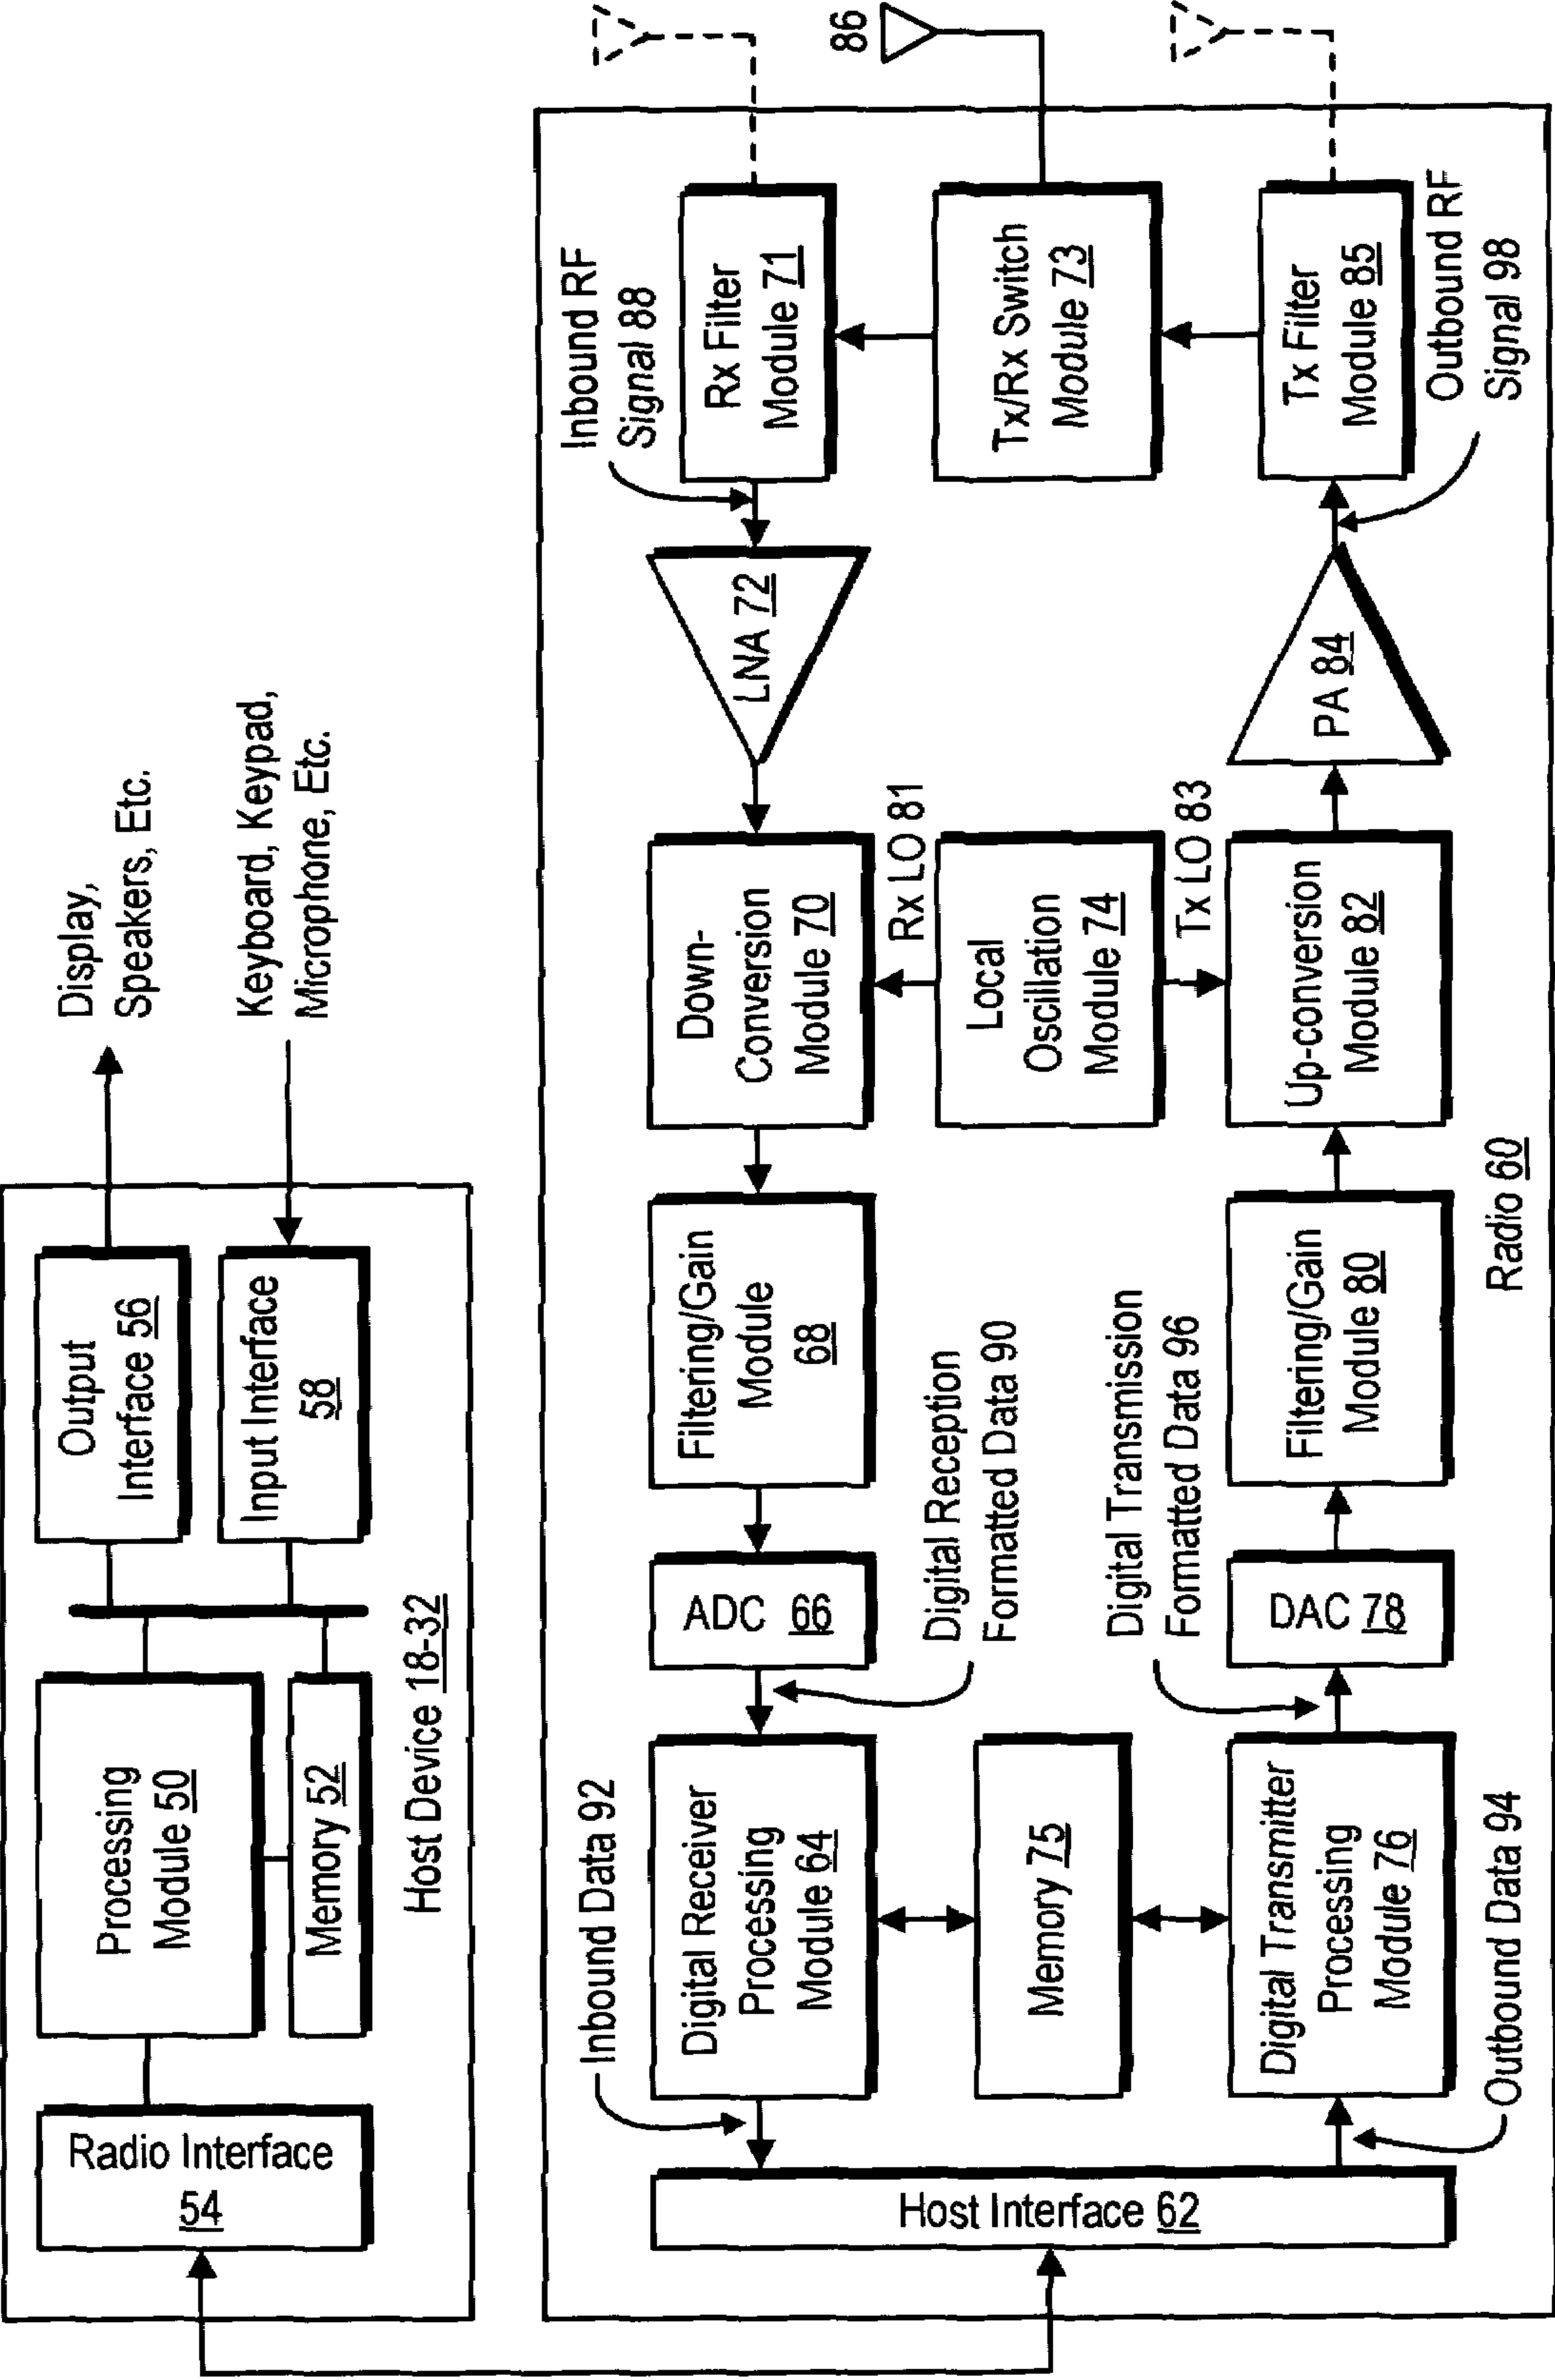 Radio Interface
54
Processing
Module 50
Memory 52
Output
Interface 56
Input Interface
58
Host Device 18-32
Display,
Speakers, Etc.
Keyboard, Keypad,
Microphone, Etc.
Host Interface 62
Inbound Data 92
Digital Receiver
Processing
Module 64
Digital Reception
Formatted Data 90
ADC 66
Filtering/Gain
Module
68
Down-
Conversion
Module 70
LNA 72
Inbound RF
Signal 88
Rx Filter
Module 71
Memory 75
Rx LO 81
Local
Oscillation
Module 74
Tx LO 83
Tx/Rx Switch
Module 73
86
Outbound Data 94
Digital Transmitter
Processing
Module 76
Digital Transmission
Formatted Data 96
DAC 78
Filtering/Gain
Module 80
Up-conversion
Module 82
PA 84
Tx Filter
Module 85
Outbound RF
Signal 98
Radio 60